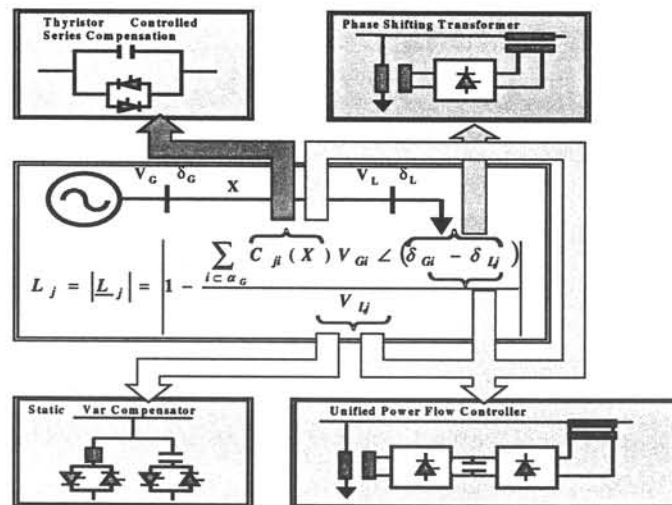 Thyristor Controlled
Series Compensation
Phase Shifting Transformer
V_G δ_G X V_L δ_L
L_j = |L_j| = | 1 - ∑_{i⊂α_G} C_ji (X) V_Gi ∠ (δ_Gi - δ_Lj) / V_Lj |
Static Var Compensator
Unified Power Flow Controller